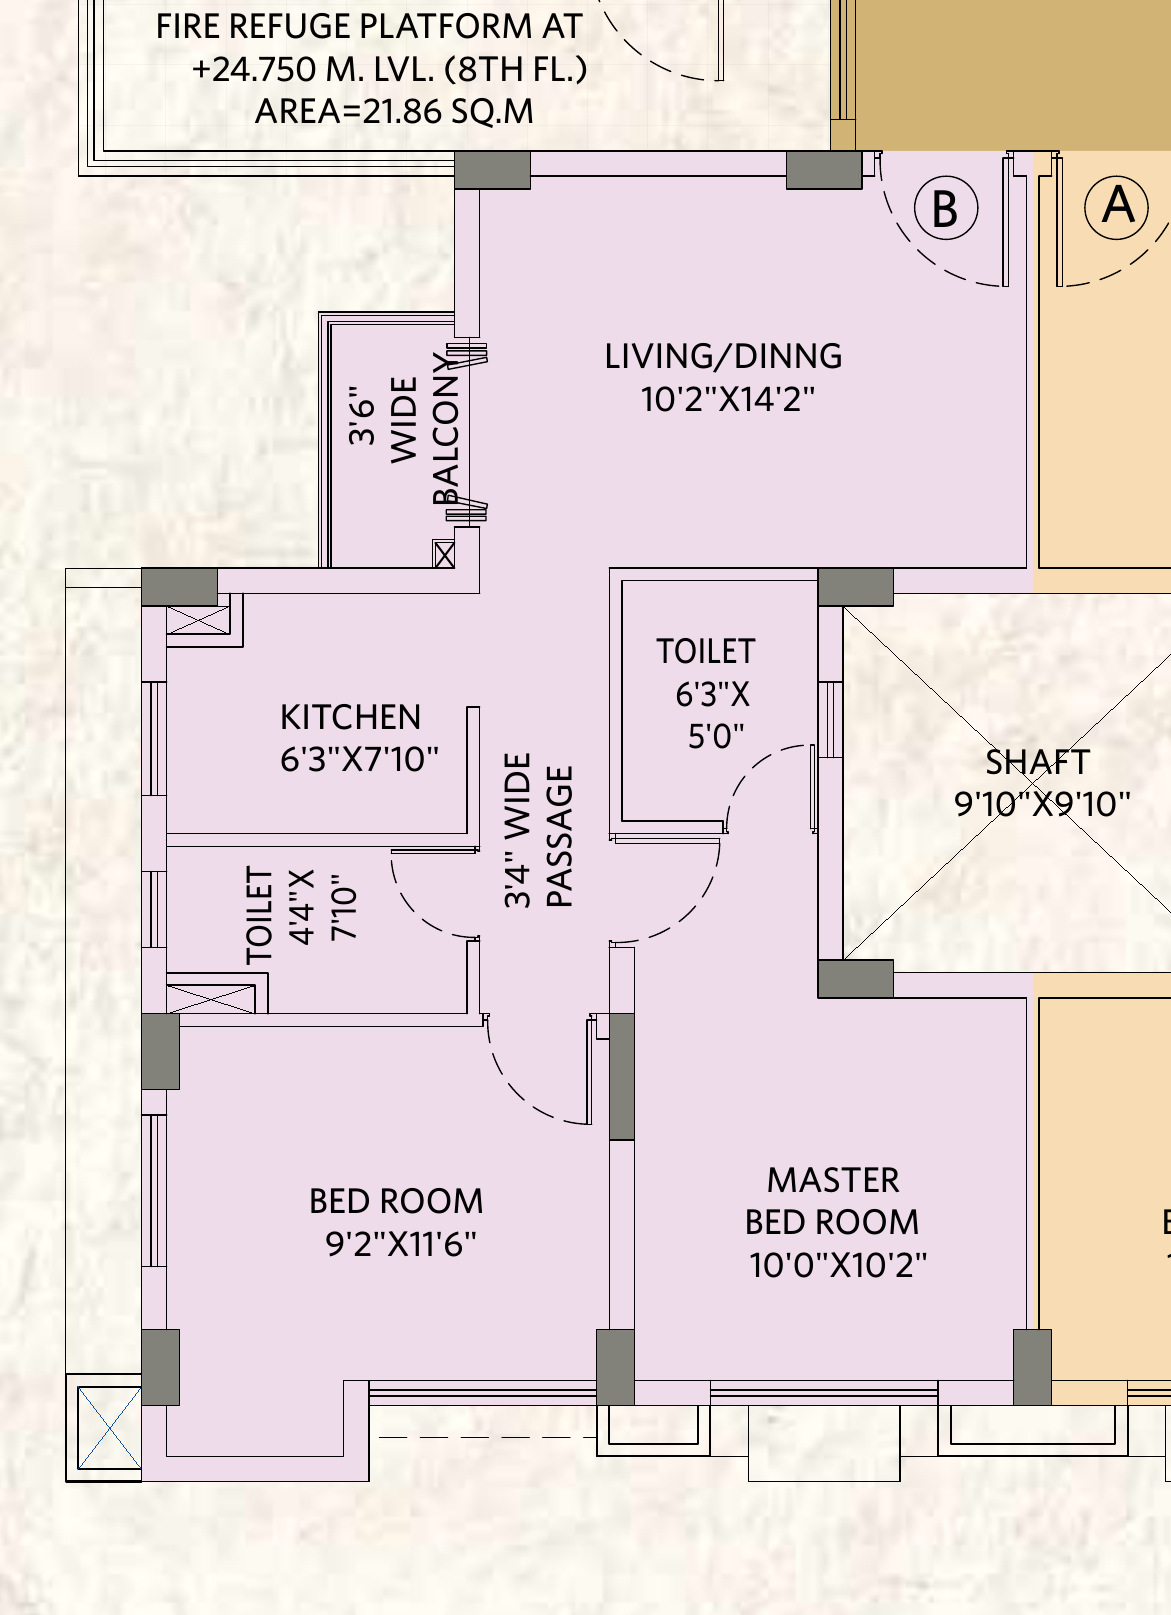 FIRE REFUGE PLATFORM AT
+24.750 M. LVL. (8TH FL.)
AREA=21.86 SQ.M
B
A
LIVING/DINNG
10'2"X14'2"
3'6"
WIDE
BALCONY
TOILET
6'3"X
5'0"
KITCHEN
6'3"X7'10"
3'4" WIDE
PASSAGE
SHAFT
9'10"X9'10"
TOILET
4'4"X
7'10"
BED ROOM
9'2"X11'6"
MASTER
BED ROOM
10'0"X10'2"